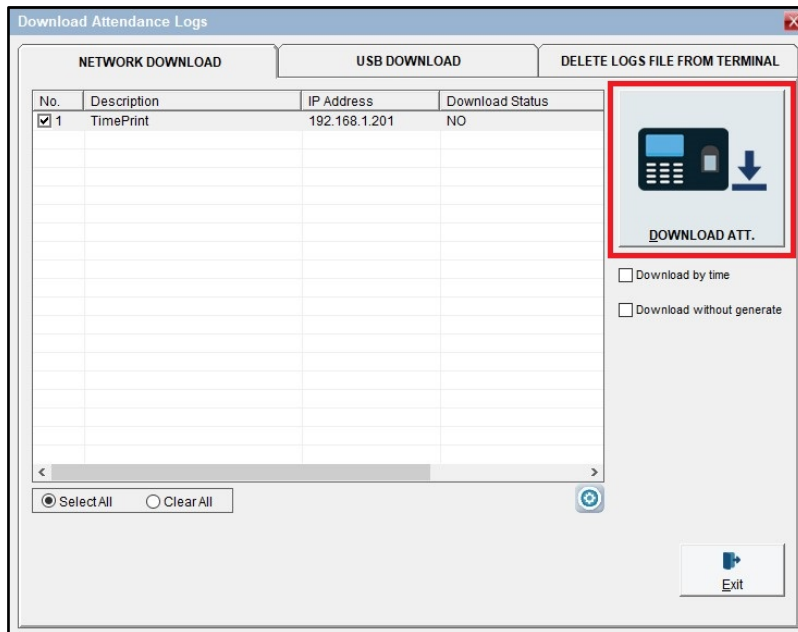 Download Attendance Logs
NETWORK DOWNLOAD USB DOWNLOAD DELETE LOGS FILE FROM TERMINAL
No. Description IP Address Download Status
1 TimePrint 192.168.1.201 NO
DOWNLOAD ATT.
Download by time
Download without generate
Select All Clear All
Exit